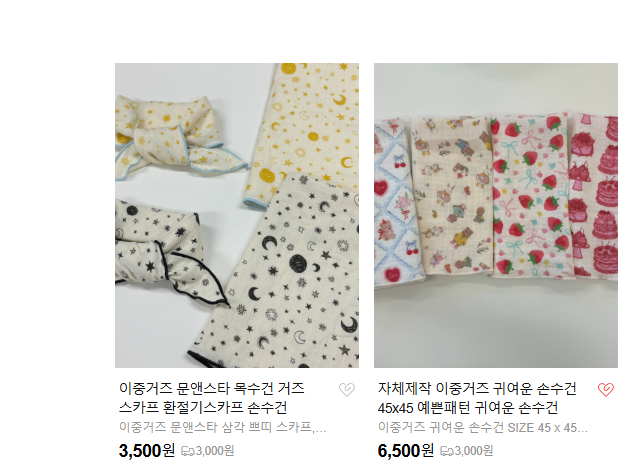 이중거즈 문앤스타 목수건 거즈
스카프 환절기스카프 손수건
이중거즈 문앤스타 삼각 쁘띠 스카프,...
3,500원 3,000원
자체제작 이중거즈 귀여운 손수건
45x45 예쁜패턴 귀여운 손수건
이중거즈 귀여운 손수건 SIZE 45 x 45...
6,500원 3,000원